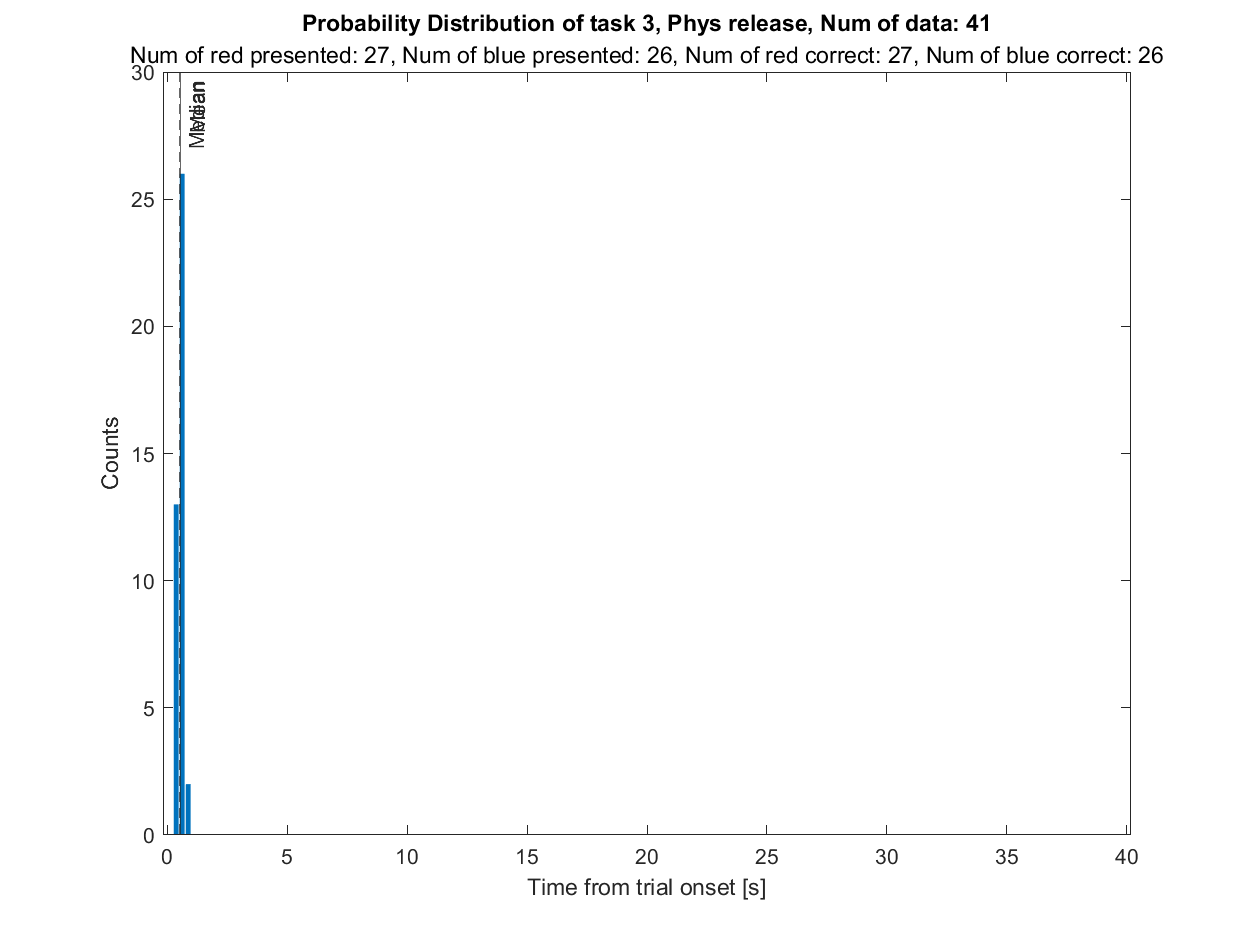 Probability Distribution of task 3, Phys release, Num of data: 41
Num of red presented: 27, Num of blue presented: 26, Num of red correct: 27, Num of blue correct: 26
30
25
20
15
10
5
0
Counts
Median
Mean
0 5 10 15 20 25 30 35 40
Time from trial onset [s]